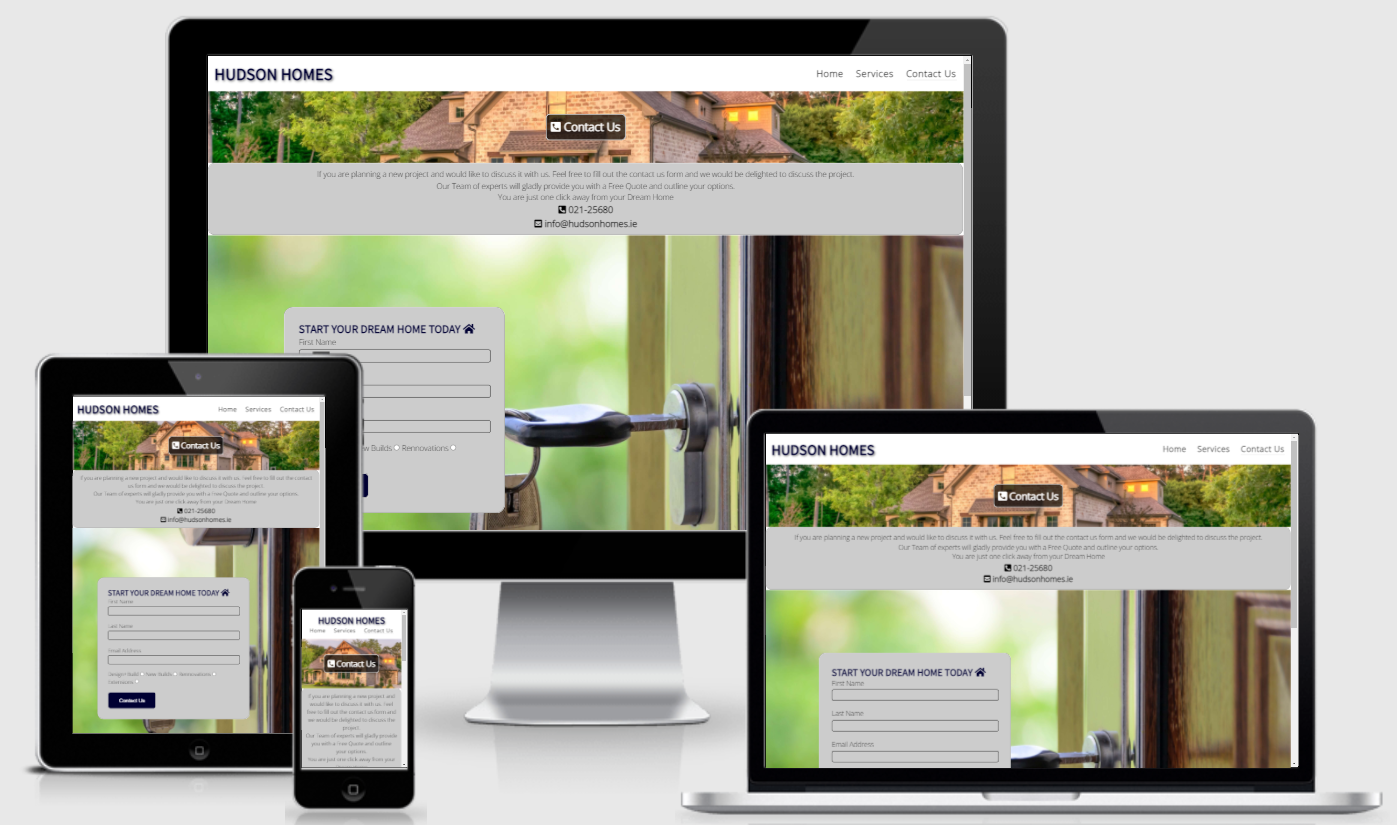 HUDSON HOMES
Home Services Contact Us
Contact Us
If you are planning a new project and would like to discuss it with us. Feel free to fill out the contact us form and we would be delighted to discuss the project.
Our Team of experts will gladly provide you with a Free Quote and outline your options.
You are just one click away from your Dream Home
021-25680
info@hudsonhomes.ie
START YOUR DREAM HOME TODAY
First Name
Builds Rennovations
HUDSON HOMES
Home Services Contact Us
Contact Us
If you are planning a new project and would like to discuss it with us. Feel free to fill out the contact
us form and we would be delighted to discuss the project.
Our Team of experts will gladly provide you with a Free Quote and outline your options.
You are just one click away from your Dream Home
021-25680
info@hudsonhomes.ie
START YOUR DREAM HOME TODAY
First Name
Last Name
Email Address
Design+Build New Builds Rennovations
Extensions
Contact Us
HUDSON HOMES
Home Services Contact Us
Contact Us
If you are planning a new project and
would like to discuss it with us. Feel
free to fill out the contact us form and
we would be delighted to discuss the
project.
Our Team of experts will gladly provide
you with a Free Quote and outline
your options.
You are just one click away from your
HUDSON HOMES
Home Services Contact Us
Contact Us
If you are planning a new project and would like to discuss it with us. Feel free to fill out the contact us form and we would be delighted to discuss the project.
Our Team of experts will gladly provide you with a Free Quote and outline your options.
You are just one click away from your Dream Home
021-25680
info@hudsonhomes.ie
START YOUR DREAM HOME TODAY
First Name
Last Name
Email Address